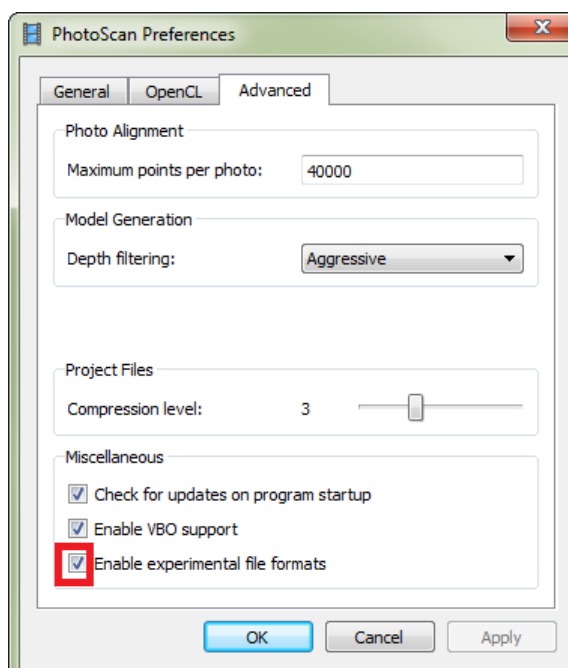 PhotoScan Preferences
General OpenCL Advanced
Photo Alignment
Maximum points per photo: 40000
Model Generation
Depth filtering: Aggressive
Project Files
Compression level: 3
Miscellaneous
Check for updates on program startup
Enable VBO support
Enable experimental file formats
OK Cancel Apply